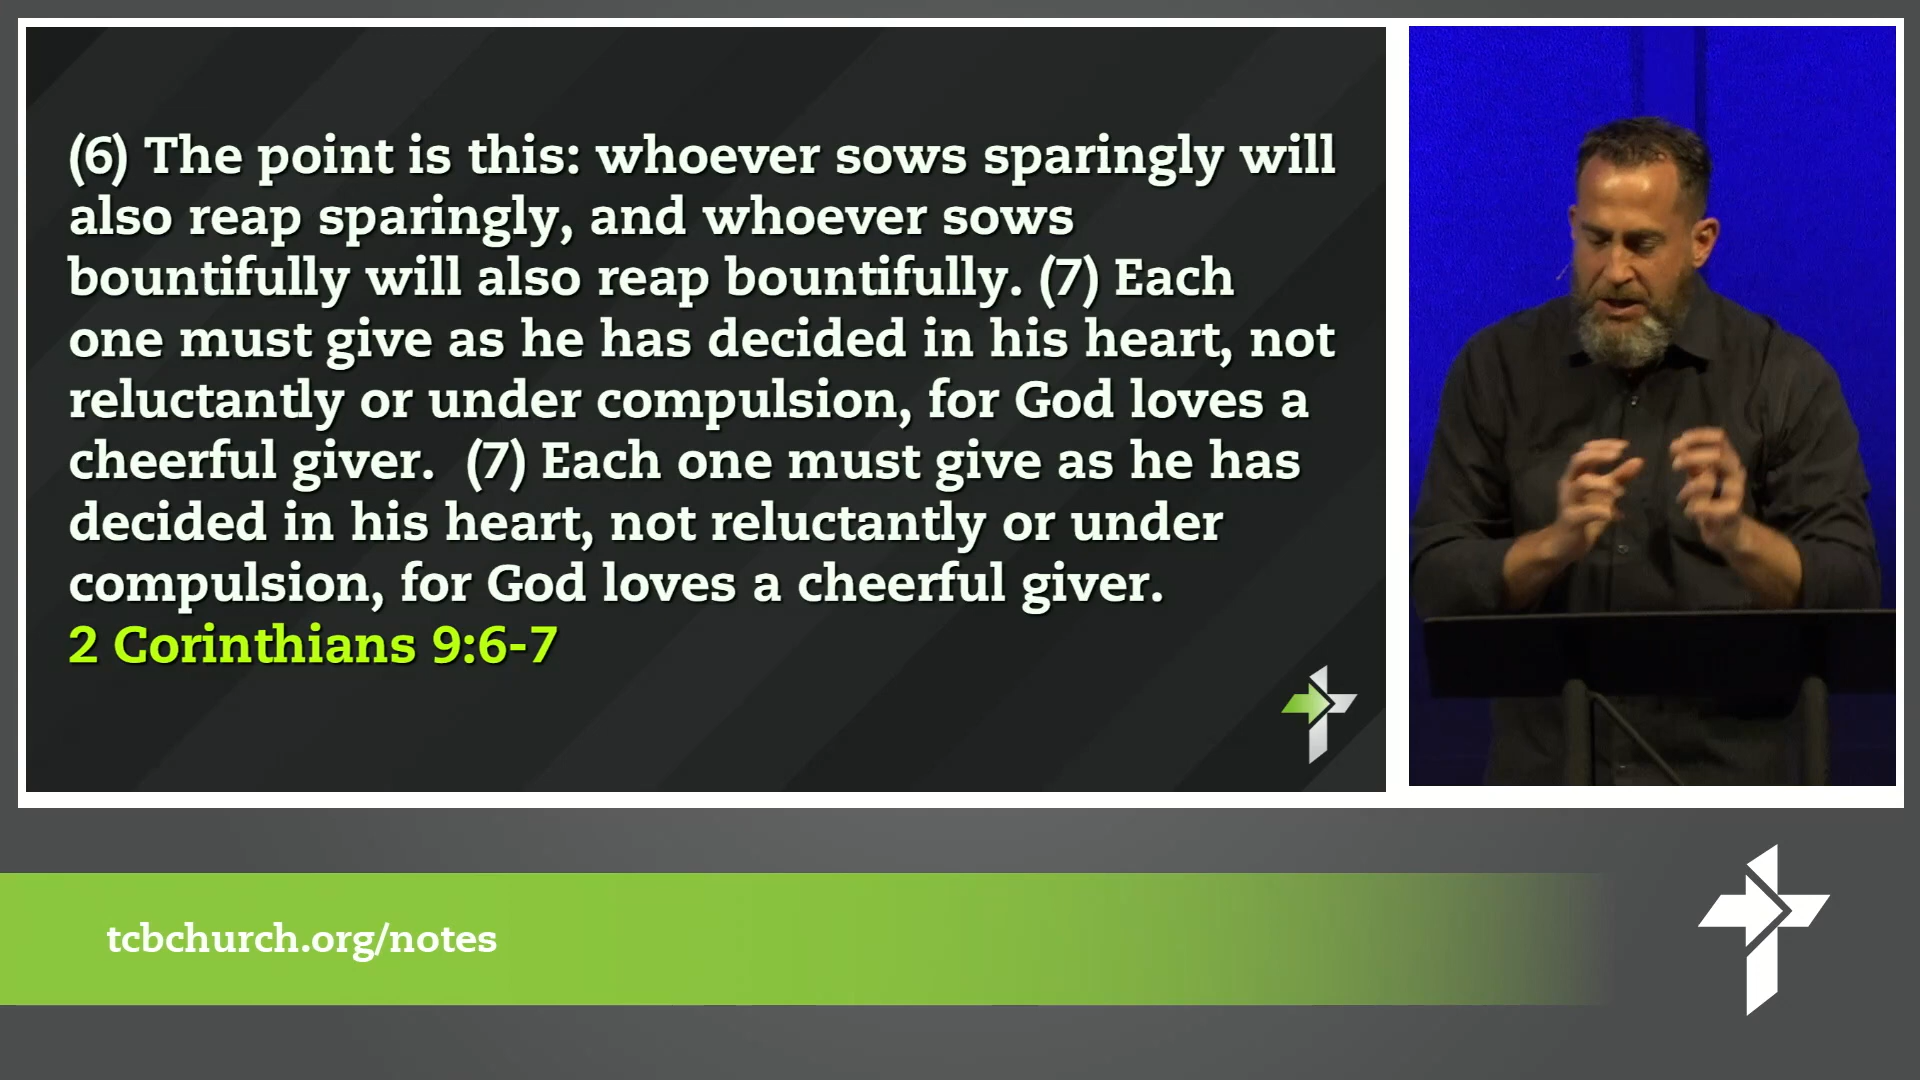 (6) The point is this: whoever sows sparingly will
also reap sparingly, and whoever sows
bountifully will also reap bountifully. (7) Each
one must give as he has decided in his heart, not
reluctantly or under compulsion, for God loves a
cheerful giver.  (7) Each one must give as he has
decided in his heart, not reluctantly or under
compulsion, for God loves a cheerful giver.
2 Corinthians 9:6-7
tcbchurch.org/notes